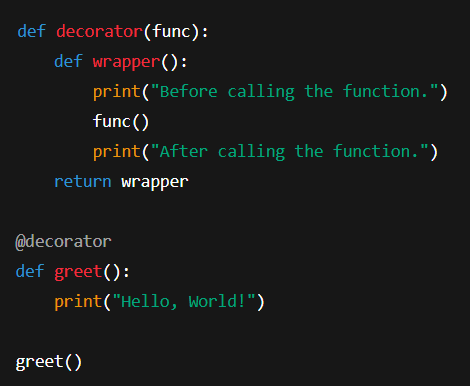 def decorator(func):
    def wrapper():
        print("Before calling the function.")
        func()
        print("After calling the function.")
    return wrapper

@decorator
def greet():
    print("Hello, World!")

greet()